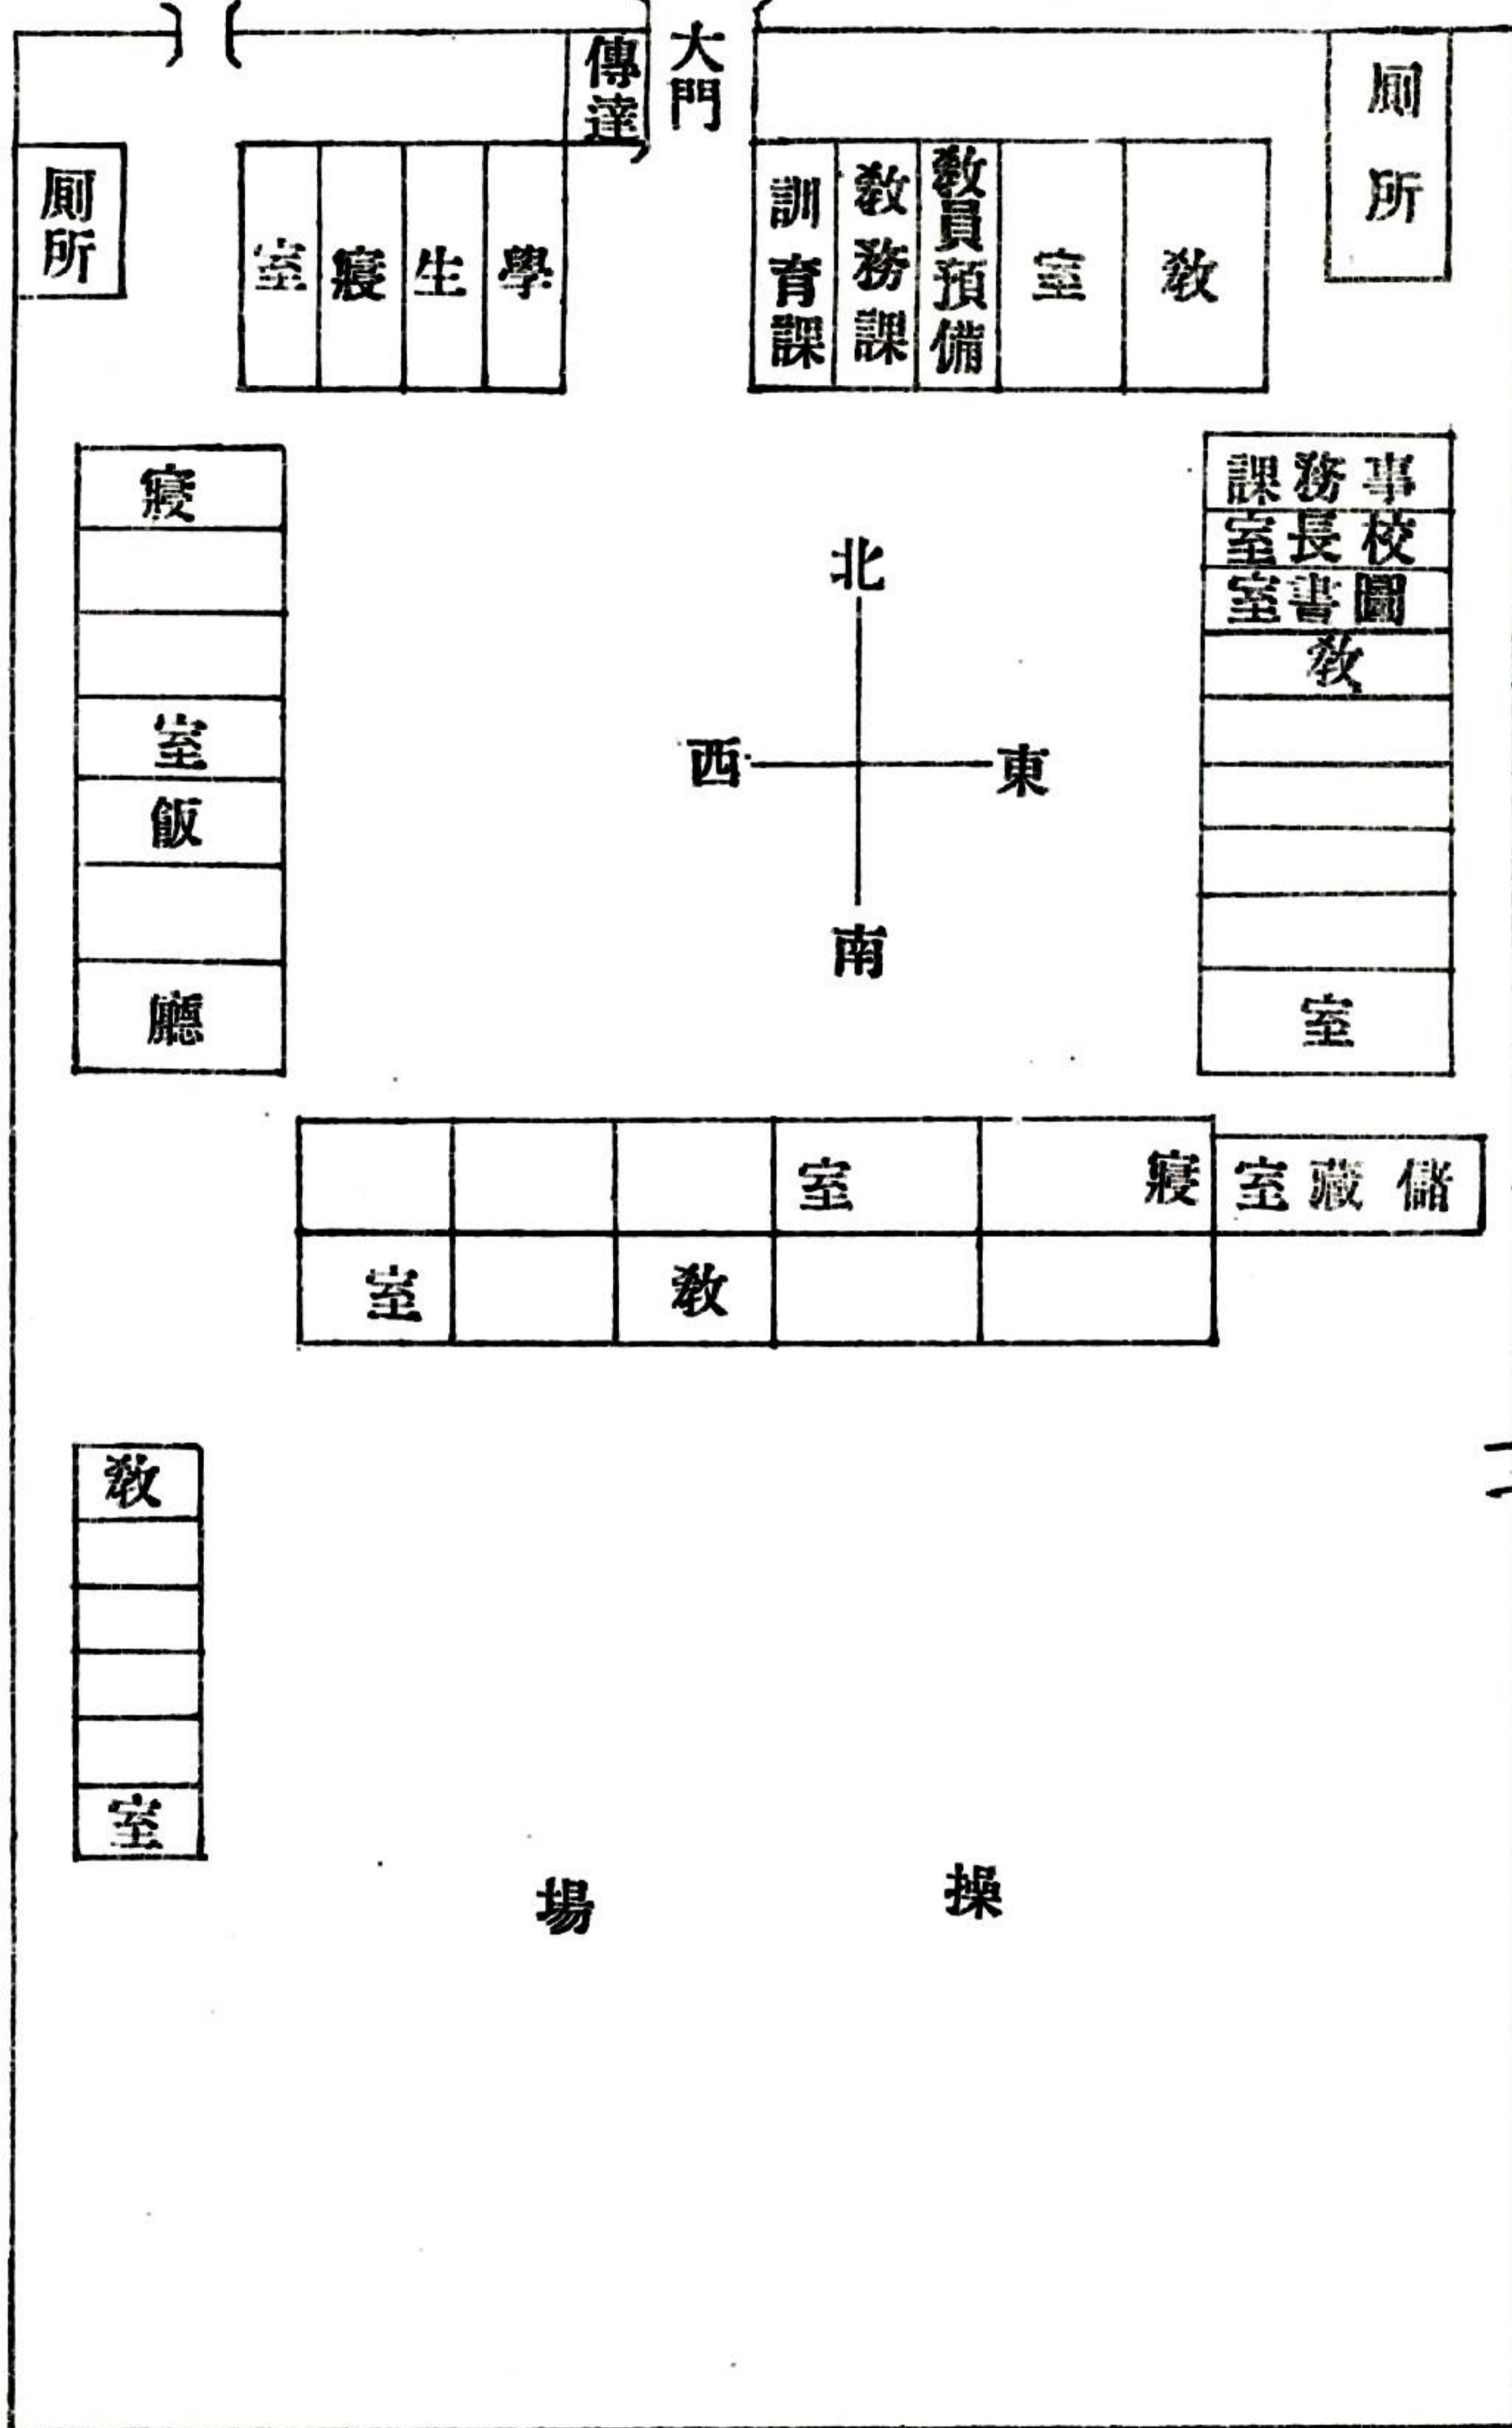 大門
傳達
廁所
教室
教員預備
教務課
訓育課
學生寢室
廁所
事務課
校長室
圖書室
教室
北
東
西
南
寢室
飯廳
儲藏室
寢室
教室
教室
操場